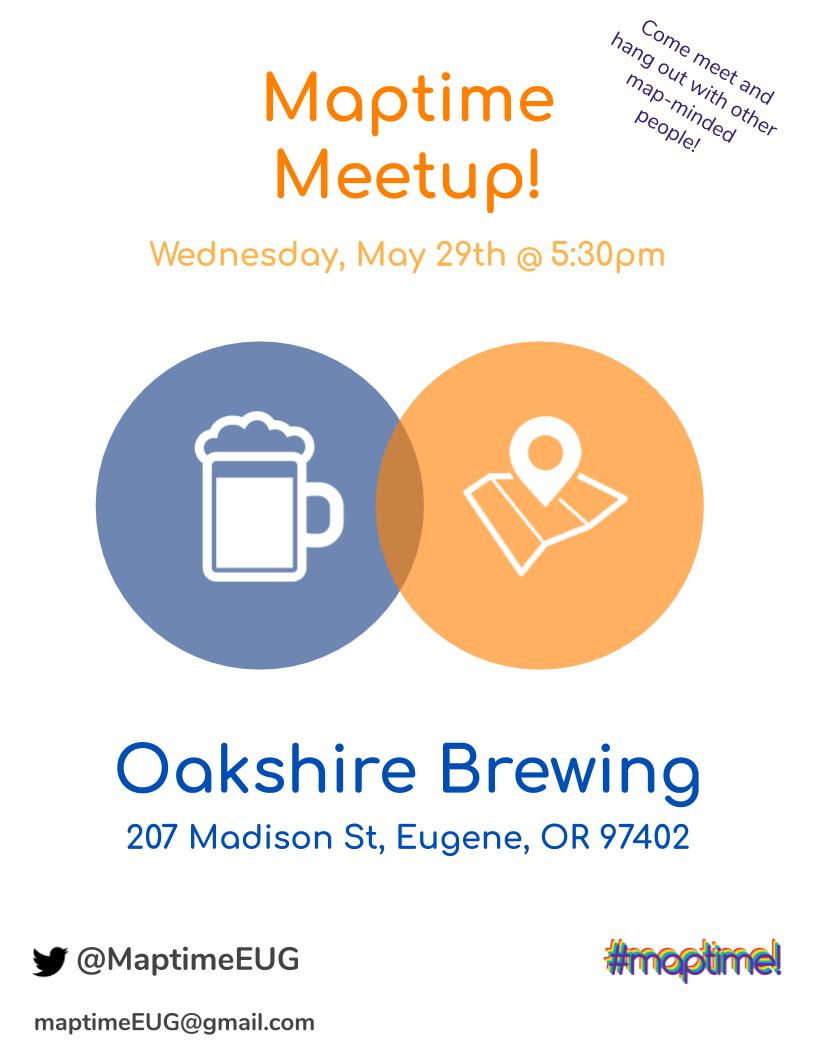 Come meet and
hang out with other
map-minded
people!
Maptime
Meetup!
Wednesday, May 29th @ 5:30pm
Oakshire Brewing
207 Madison St, Eugene, OR 97402
@MaptimeEUG
#maptime!
maptimeEUG@gmail.com